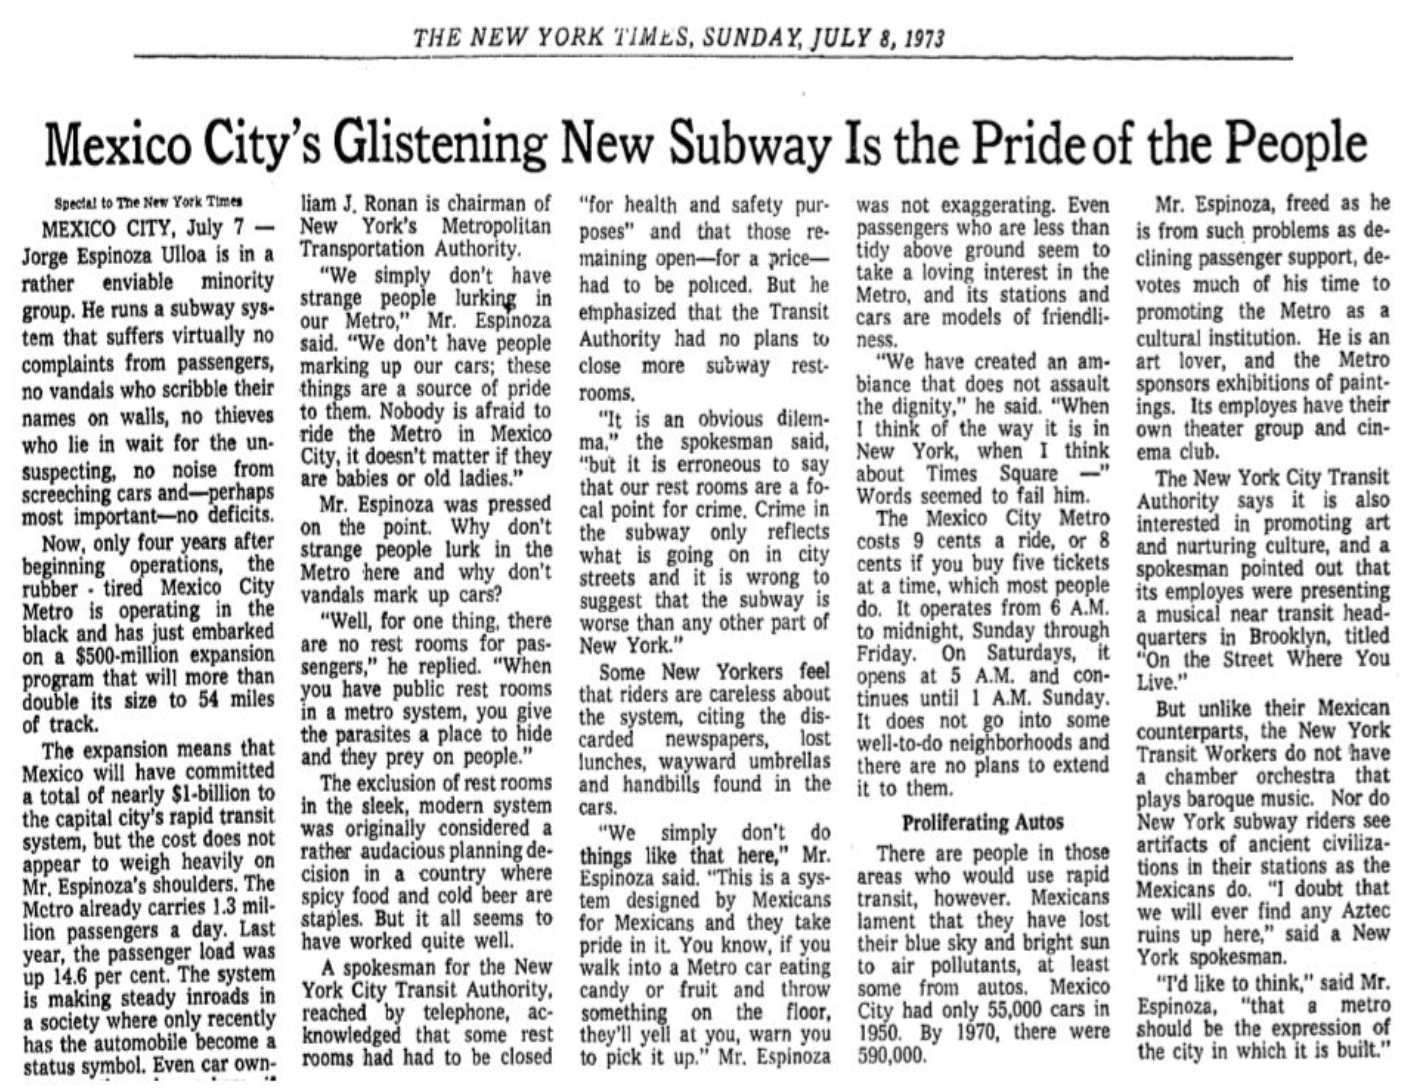 THE NEW YORK TIMES, SUNDAY, JULY 8, 1973
Mexico City's Glistening New Subway Is the Pride of the People
Special to The New York Times
MEXICO CITY, July 7 —
Jorge Espinoza Ulloa is in a
rather enviable minority
group. He runs a subway sys-
tem that suffers virtually no
complaints from passengers,
no vandals who scribble their
names on walls, no thieves
who lie in wait for the un-
suspecting, no noise from
screeching cars and—perhaps
most important—no deficits.
Now, only four years after
beginning operations, the
rubber - tired Mexico City
Metro is operating in the
black and has just embarked
on a $500-million expansion
program that will more than
double its size to 54 miles
of track.
The expansion means that
Mexico will have committed
a total of nearly $1-billion to
the capital city's rapid transit
system, but the cost does not
appear to weigh heavily on
Mr. Espinoza's shoulders. The
Metro already carries 1.3 mil-
lion passengers a day. Last
year, the passenger load was
up 14.6 per cent. The system
is making steady inroads in
a society where only recently
has the automobile become a
status symbol. Even car own-
liam J. Ronan is chairman of
New York's Metropolitan
Transportation Authority.
"We simply don't have
strange people lurking in
our Metro," Mr. Espinoza
said. "We don't have people
marking up our cars; these
things are a source of pride
to them. Nobody is afraid to
ride the Metro in Mexico
City, it doesn't matter if they
are babies or old ladies."
Mr. Espinoza was pressed
on the point. Why don't
strange people lurk in the
Metro here and why don't
vandals mark up cars?
"Well, for one thing, there
are no rest rooms for pas-
sengers," he replied. "When
you have public rest rooms
in a metro system, you give
the parasites a place to hide
and they prey on people."
The exclusion of rest rooms
in the sleek, modern system
was originally considered a
rather audacious planning de-
cision in a country where
spicy food and cold beer are
staples. But it all seems to
have worked quite well.
A spokesman for the New
York City Transit Authority,
reached by telephone, ac-
knowledged that some rest
rooms had had to be closed
"for health and safety pur-
poses" and that those re-
maining open—for a price—
had to be policed. But he
emphasized that the Transit
Authority had no plans to
close more subway rest-
rooms.
"It is an obvious dilem-
ma," the spokesman said,
"but it is erroneous to say
that our rest rooms are a fo-
cal point for crime. Crime in
the subway only reflects
what is going on in city
streets and it is wrong to
suggest that the subway is
worse than any other part of
New York."
Some New Yorkers feel
that riders are careless about
the system, citing the dis-
carded newspapers, lost
lunches, wayward umbrellas
and handbills found in the
cars.
"We simply don't do
things like that here," Mr.
Espinoza said. "This is a sys-
tem designed by Mexicans
for Mexicans and they take
pride in it. You know, if you
walk into a Metro car eating
candy or fruit and throw
something on the floor,
they'll yell at you, warn you
to pick it up." Mr. Espinoza
was not exaggerating. Even
passengers who are less than
tidy above ground seem to
take a loving interest in the
Metro, and its stations and
cars are models of friendli-
ness.
"We have created an am-
biance that does not assault
the dignity," he said. "When
I think of the way it is in
New York, when I think
about Times Square —"
Words seemed to fail him.
The Mexico City Metro
costs 9 cents a ride, or 8
cents if you buy five tickets
at a time, which most people
do. It operates from 6 A.M.
to midnight, Sunday through
Friday. On Saturdays, it
opens at 5 A.M. and con-
tinues until 1 A.M. Sunday.
It does not go into some
well-to-do neighborhoods and
there are no plans to extend
it to them.
Proliferating Autos
There are people in those
areas who would use rapid
transit, however. Mexicans
lament that they have lost
their blue sky and bright sun
to air pollutants, at least
some from autos. Mexico
City had only 55,000 cars in
1950. By 1970, there were
590,000.
Mr. Espinoza, freed as he
is from such problems as de-
clining passenger support, de-
votes much of his time to
promoting the Metro as a
cultural institution. He is an
art lover, and the Metro
sponsors exhibitions of paint-
ings. Its employes have their
own theater group and cin-
ema club.
The New York City Transit
Authority says it is also
interested in promoting art
and nurturing culture, and a
spokesman pointed out that
its employes were presenting
a musical near transit head-
quarters in Brooklyn, titled
"On the Street Where You
Live."
But unlike their Mexican
counterparts, the New York
Transit Workers do not have
a chamber orchestra that
plays baroque music. Nor do
New York subway riders see
artifacts of ancient civiliza-
tions in their stations as the
Mexicans do. "I doubt that
we will ever find any Aztec
ruins up here," said a New
York spokesman.
"I'd like to think," said Mr.
Espinoza, "that a metro
should be the expression of
the city in which it is built."